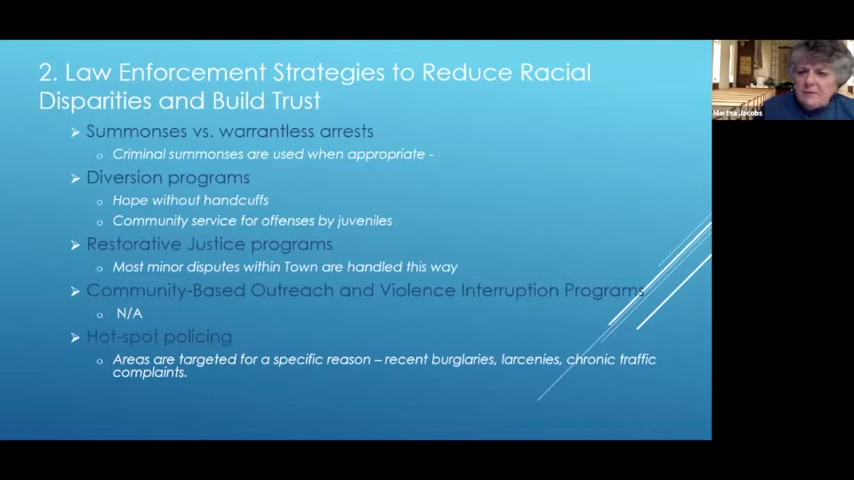 2. Law Enforcement Strategies to Reduce Racial
Disparities and Build Trust
Summonses vs. warrantless arrests
Criminal summonses are used when appropriate -
Diversion programs
Hope without handcuffs
Community service for offenses by juveniles
Restorative Justice programs
Most minor disputes within Town are handled this way
Community-Based Outreach and Violence Interruption Programs
N/A
Hot-spot policing
Areas are targeted for a specific reason – recent burglaries, larcenies, chronic traffic
complaints.
Martha Jacobs